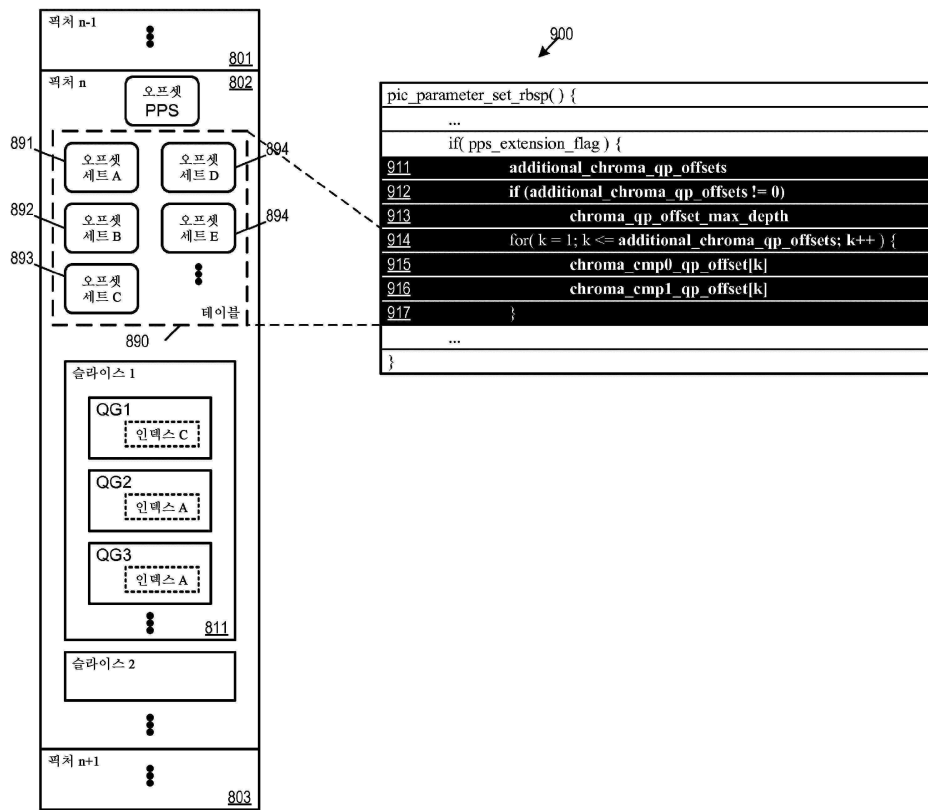 픽처 n-1
801
픽처 n
802
오프셋
PPS
891
오프셋
세트 A
오프셋
세트 D
894
892
오프셋
세트 B
오프셋
세트 E
894
893
오프셋
세트 C
테이블
890
슬라이스 1
QG1
인덱스 C
QG2
인덱스 A
QG3
인덱스 A
811
슬라이스 2
픽처 n+1
803
900
pic_parameter_set_rbsp( ) {
...
if( pps_extension_flag ) {
911 additional_chroma_qp_offsets
912 if (additional_chroma_qp_offsets != 0)
913 chroma_qp_offset_max_depth
914 for( k = 1; k <= additional_chroma_qp_offsets; k++ ) {
915 chroma_cmp0_qp_offset[k]
916 chroma_cmp1_qp_offset[k]
917 }
...
}